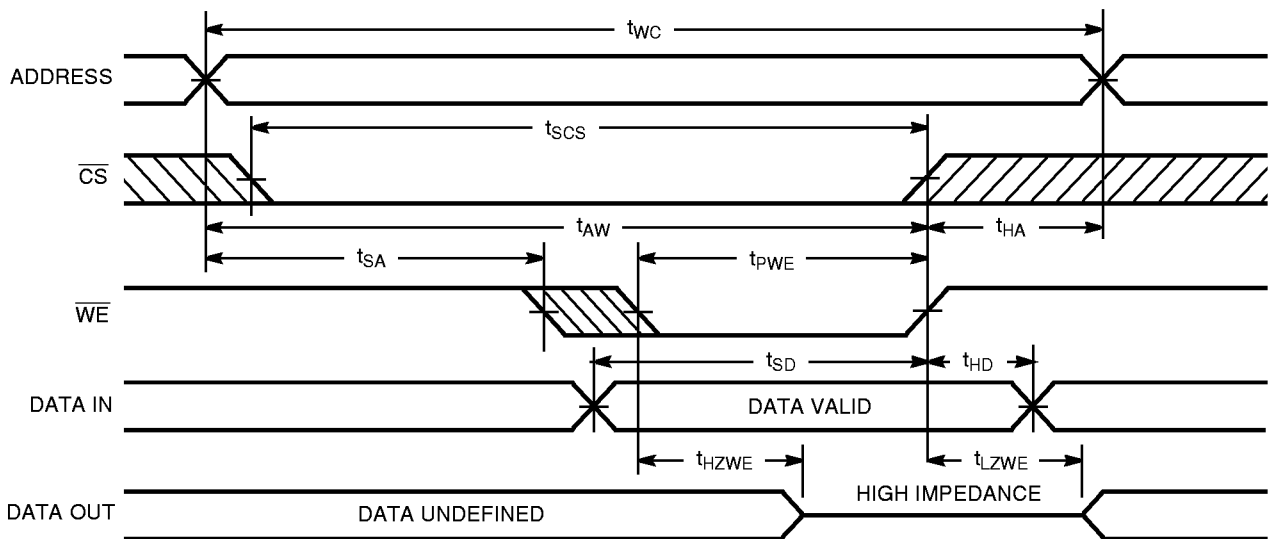 tWC
ADDRESS
tSCS
CS
tAW
tHA
tSA
tPWE
WE
tSD
tHD
DATA IN
DATA VALID
tHZWE
tLZWE
HIGH IMPEDANCE
DATA OUT
DATA UNDEFINED